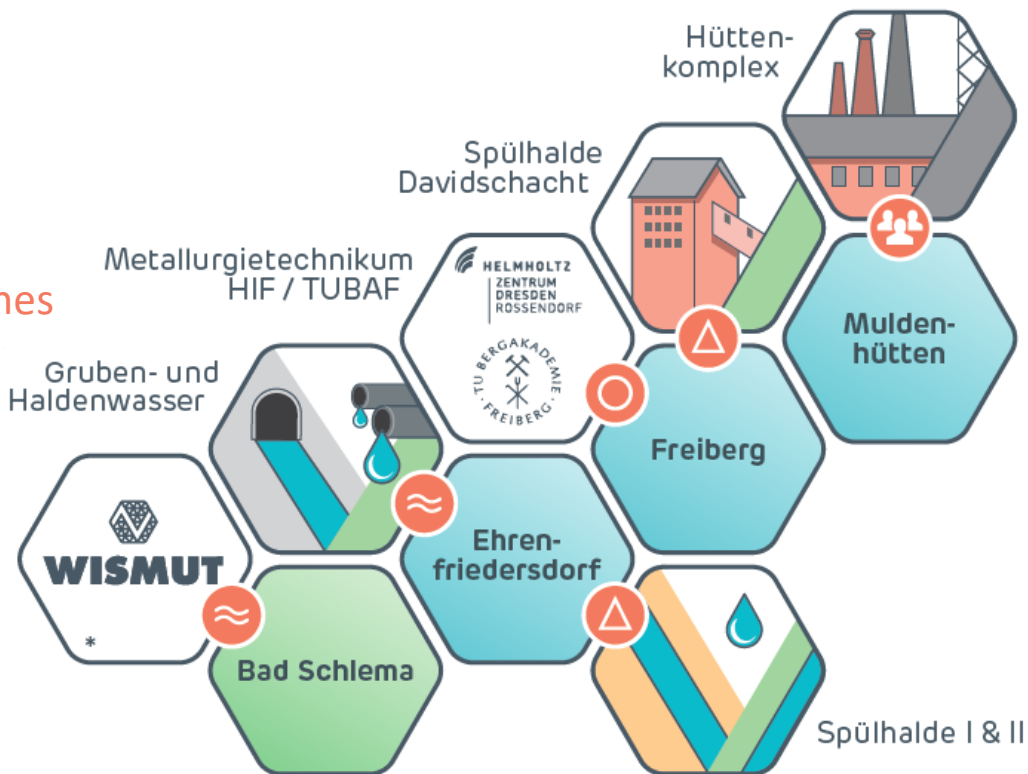 Hütten-
komplex
Spülhalde
Davidschacht
Metallurgietechnikum
HIF / TUBAF
HELMHOLTZ
ZENTRUM
DRESDEN
ROSSENDORF
TU BERGAKADEMIE
· FREIBERG ·
Mulden-
hütten
Gruben- und
Haldenwasser
Freiberg
WISMUT
*
Ehren-
friedersdorf
Bad Schlema
Spülhalde I & II